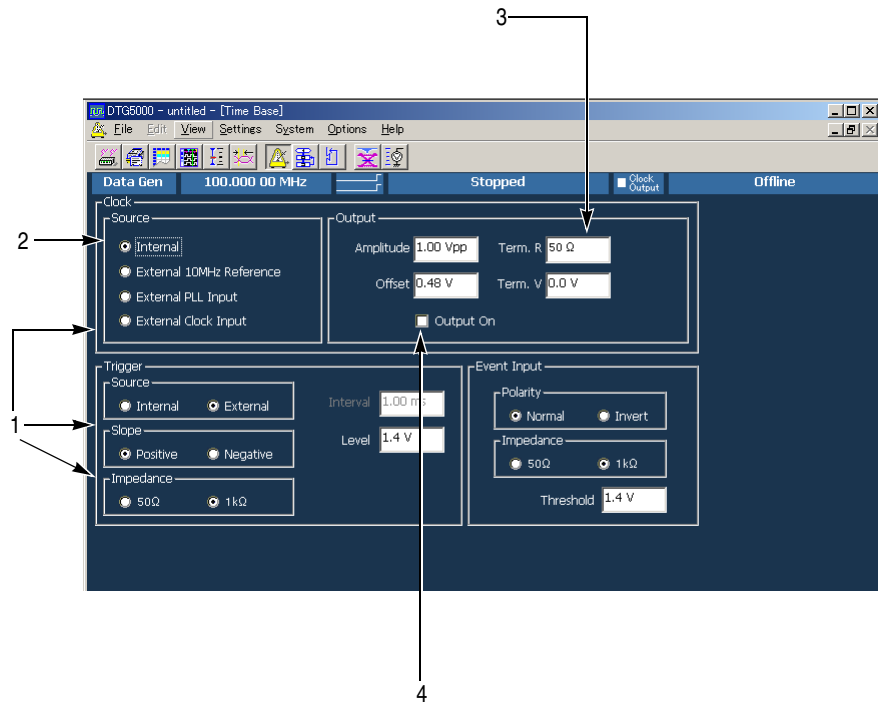 3
DTG5000 - untitled - [Time Base]
File Edit View Settings System Options Help
Data Gen 100.000 00 MHz Stopped Clock Output Offline
Clock
Source
Internal
External 10MHz Reference
External PLL Input
External Clock Input
Output
Amplitude 1.00 Vpp Term. R 50 Ω
Offset 0.48 V Term. V 0.0 V
Output On
2
Trigger
Source
Internal External
Interval 1.00 ms
Slope
Positive Negative
Level 1.4 V
Impedance
50Ω 1kΩ
1
Event Input
Polarity
Normal Invert
Impedance
50Ω 1kΩ
Threshold 1.4 V
4